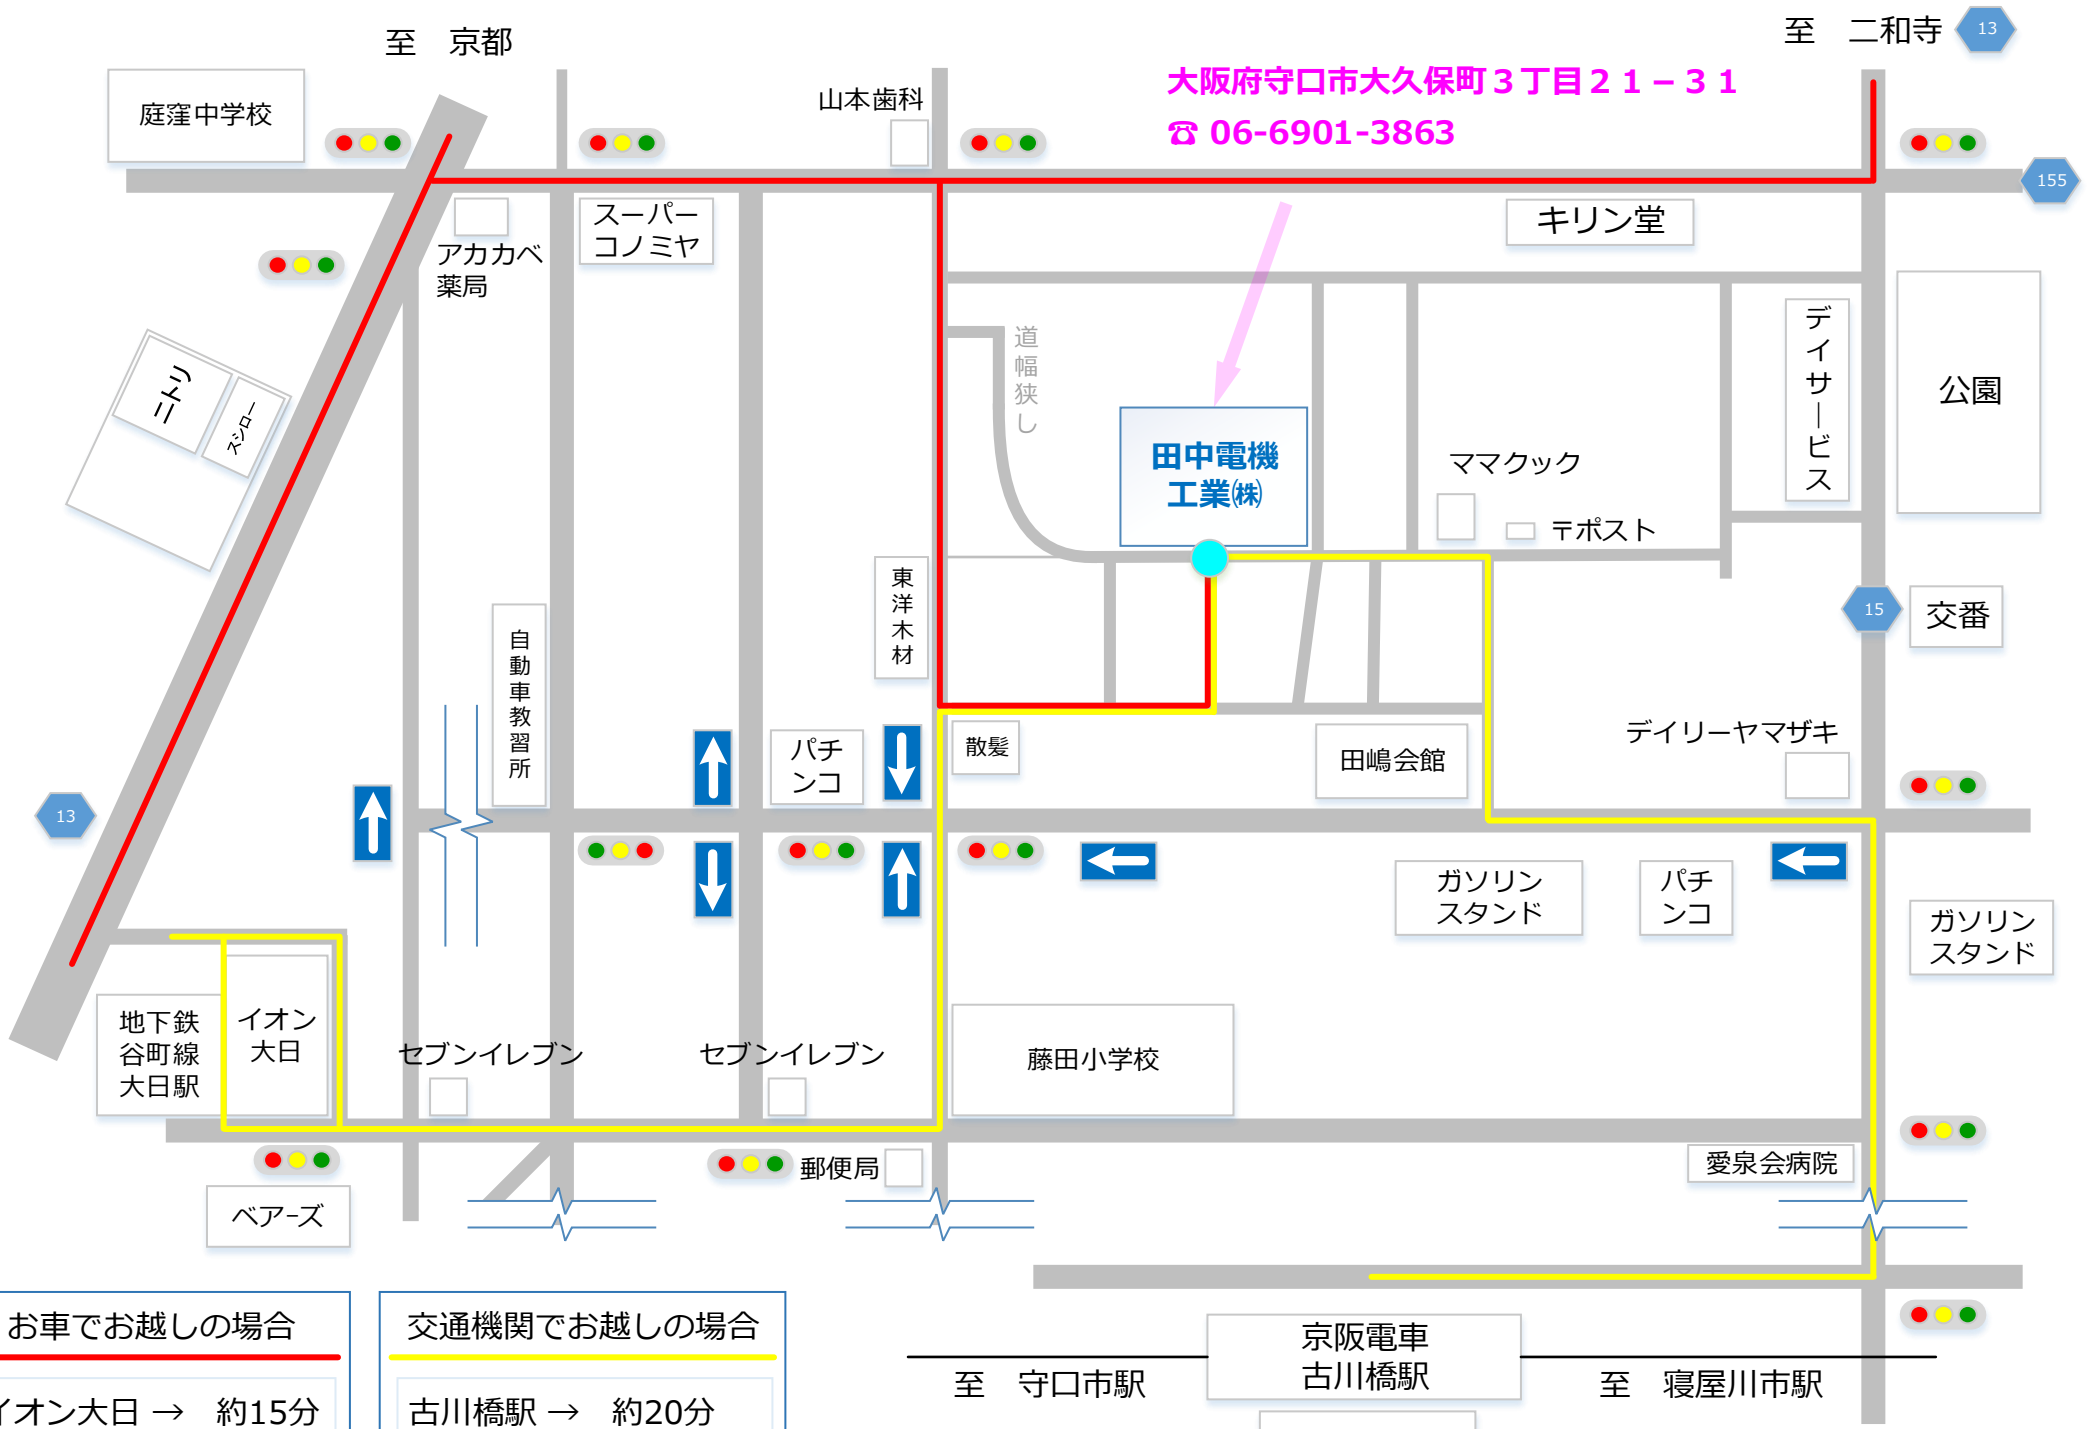 至　京都
至　二和寺
13
大阪府守口市大久保町３丁目２１−３１
☎ 06-6901-3863
庭窪中学校
山本歯科
155
アカカベ
薬局
スーパー
コノミヤ
キリン堂
道幅狭し
デイサービス
公園
ニトリ
スシロー
田中電機
工業㈱
ママクック
〒ポスト
東洋木材
15
交番
自動車教習所
パチ
ンコ
散髪
田嶋会館
デイリーヤマザキ
13
ガソリン
スタンド
パチ
ンコ
ガソリン
スタンド
地下鉄
谷町線
大日駅
イオン
大日
セブンイレブン
セブンイレブン
藤田小学校
郵便局
愛泉会病院
ベアーズ
お車でお越しの場合
イオン大日 →　約15分
交通機関でお越しの場合
古川橋駅 →　約20分
至　守口市駅
京阪電車
古川橋駅
至　寝屋川市駅